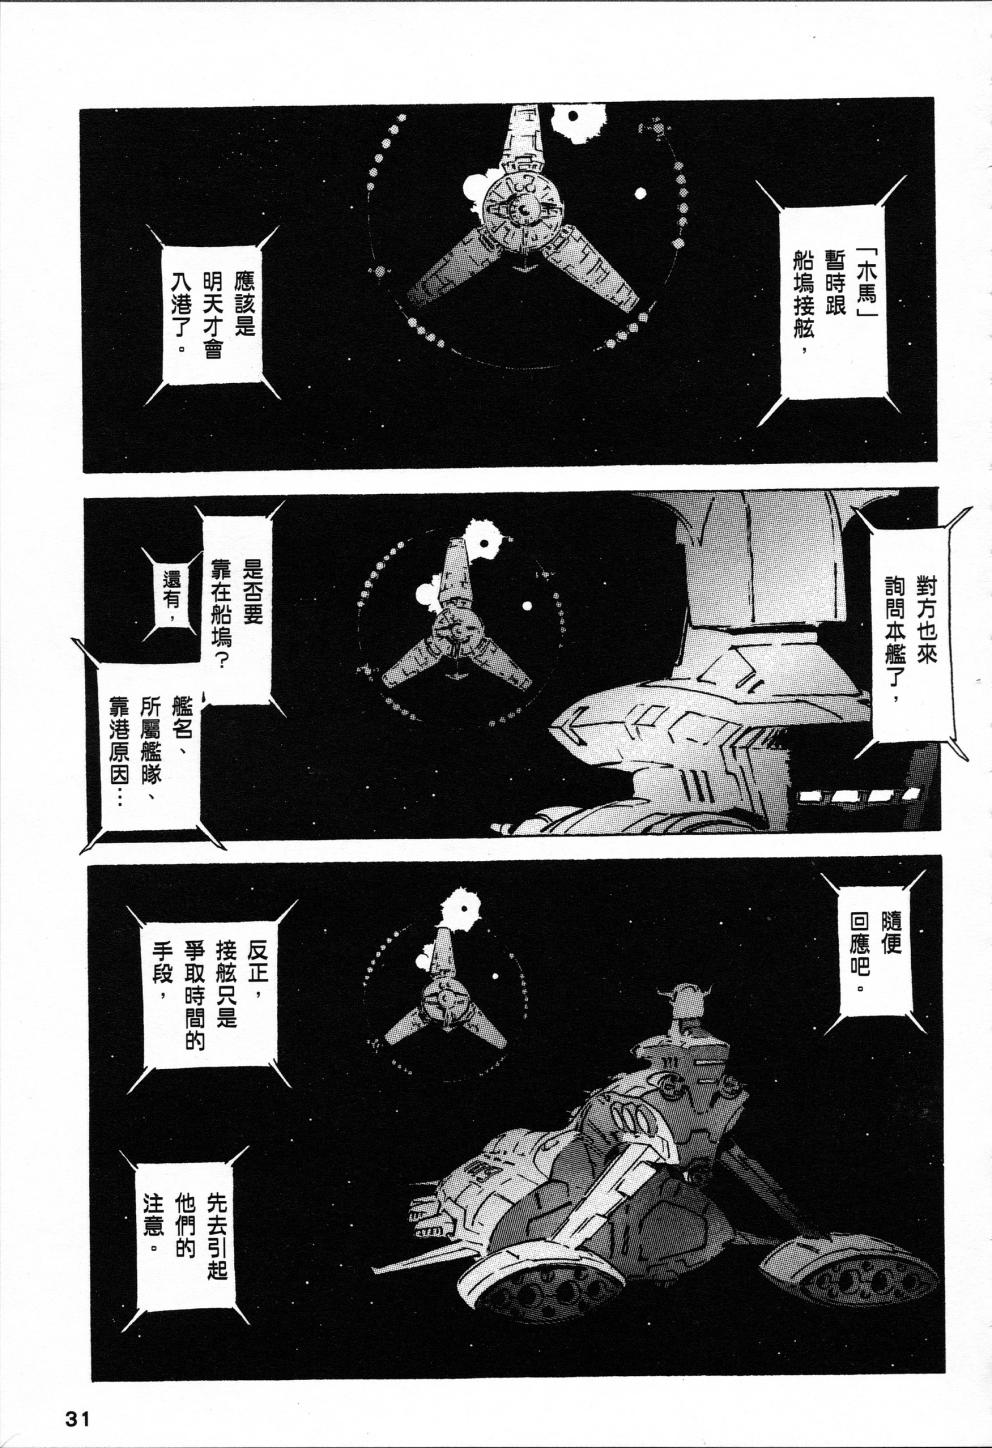 「木馬」
暫時跟
船塢接舷，
應該是
明天才會
入港了。
對方也來
詢問本艦了，
是否要
靠在船塢？
還有，
艦名、
所屬艦隊、
靠港原因…
隨便
回應吧。
反正，
接舷只是
爭取時間的
手段，
先去引起
他們的
注意。
31